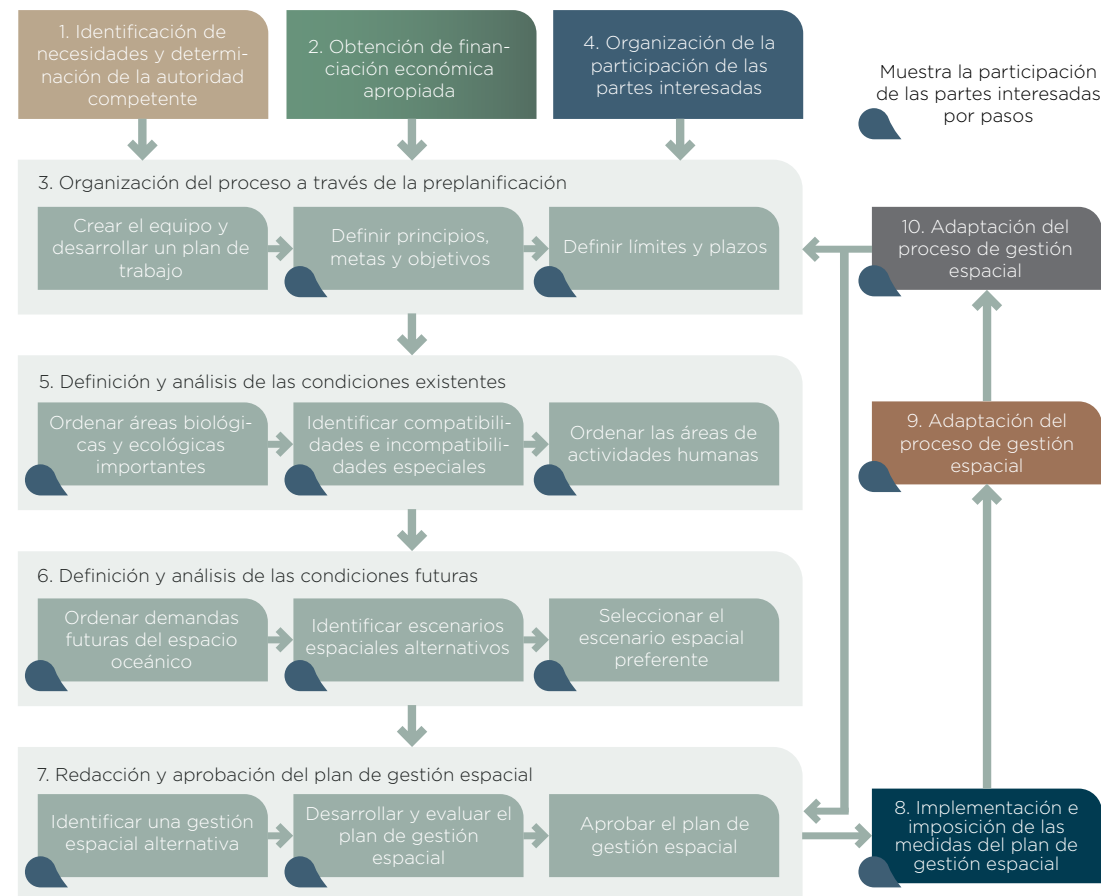 1. Identificación de
necesidades y determi-
nación de la autoridad
competente
2. Obtención de finan-
ciación económica
apropiada
4. Organización de la
participación de las
partes interesadas
Muestra la participación
de las partes interesadas
por pasos
3. Organización del proceso a través de la preplanificación
Crear el equipo y
desarrollar un plan de
trabajo
Definir principios,
metas y objetivos
Definir límites y plazos
10. Adaptación del
proceso de gestión
espacial
5. Definición y análisis de las condiciones existentes
Ordenar áreas biológi-
cas y ecológicas
importantes
Identificar compatibili-
dades e incompatibili-
dades especiales
Ordenar las áreas de
actividades humanas
9. Adaptación del
proceso de gestión
espacial
6. Definición y análisis de las condiciones futuras
Ordenar demandas
futuras del espacio
oceánico
Identificar escenarios
espaciales alternativos
Seleccionar el
escenario espacial
preferente
7. Redacción y aprobación del plan de gestión espacial
Identificar una gestión
espacial alternativa
Desarrollar y evaluar el
plan de gestión
espacial
Aprobar el plan de
gestión espacial
8. Implementación e
imposición de las
medidas del plan de
gestión espacial